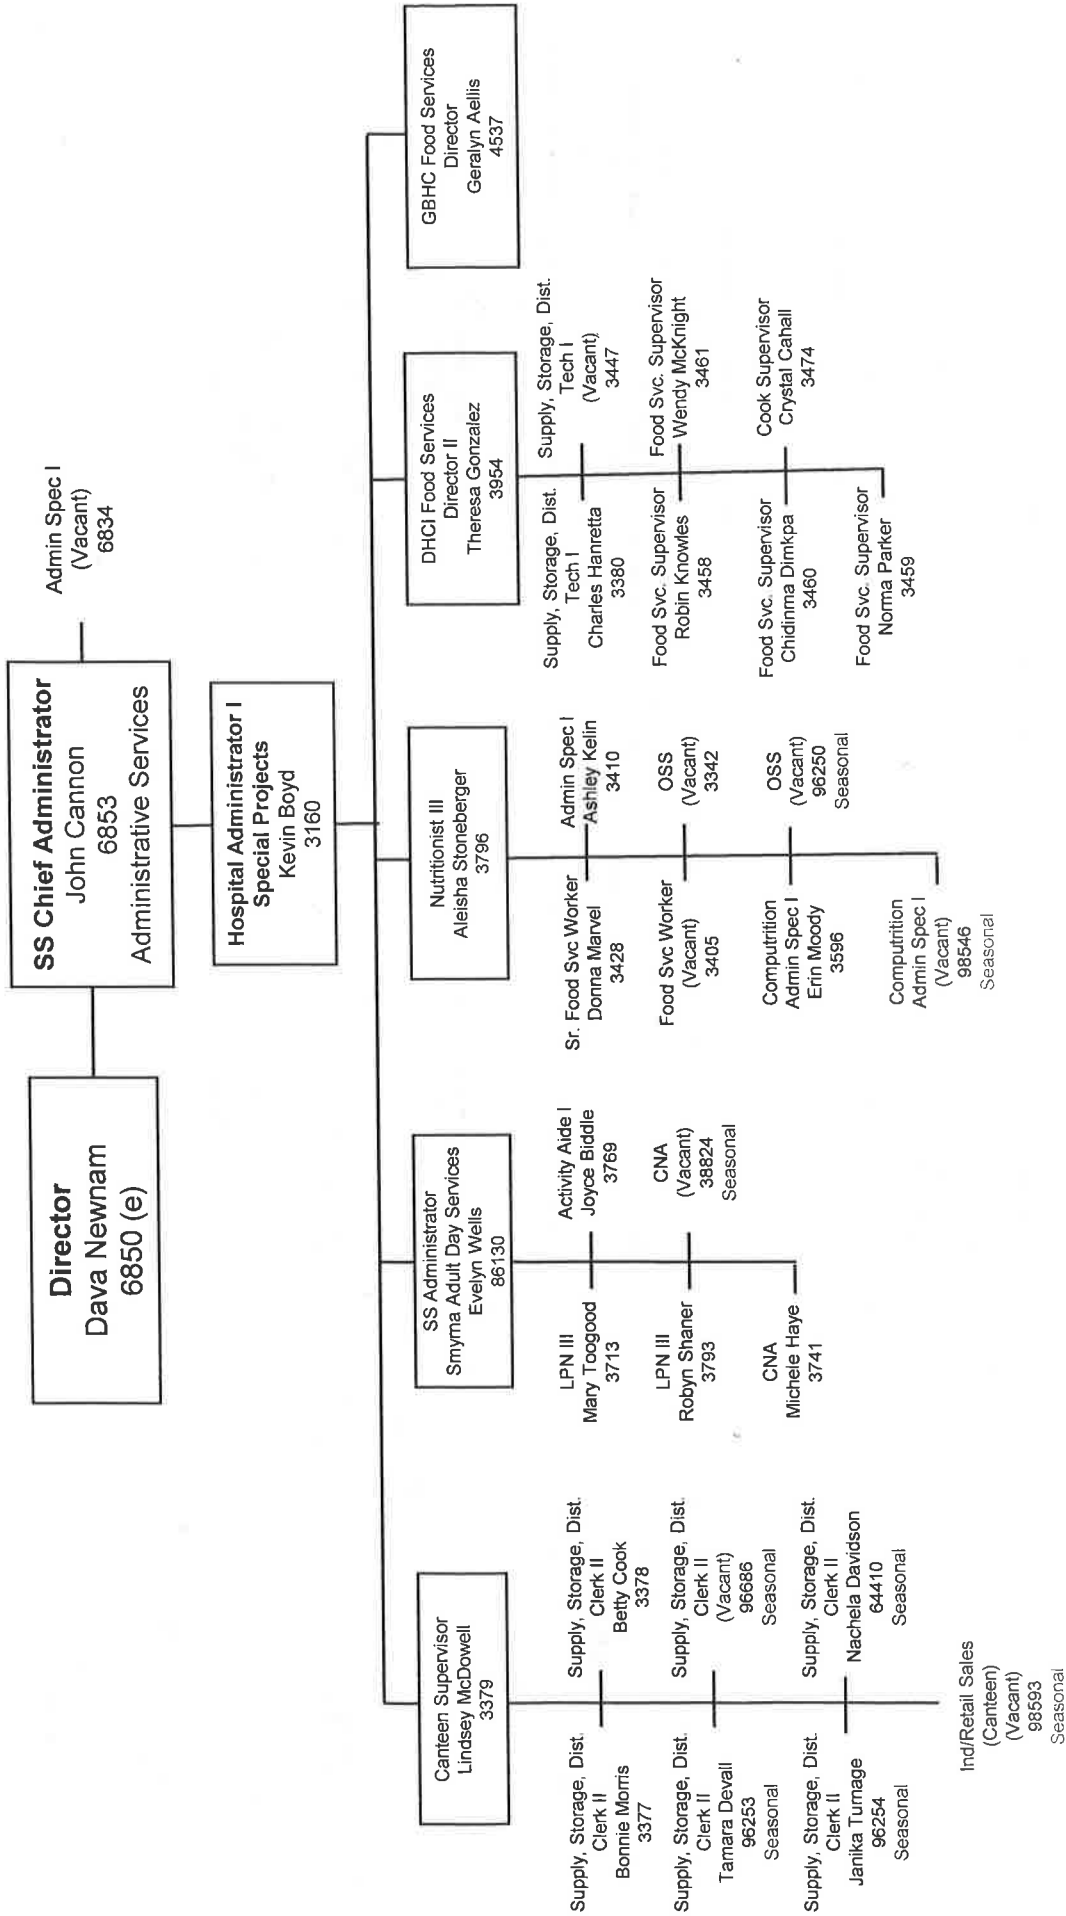 Director
Dava Newnam
6850 (e)
SS Chief Administrator
John Cannon
6853
Administrative Services
Admin Spec I
(Vacant)
6834
Hospital Administrator I
Special Projects
Kevin Boyd
3160
Canteen Supervisor
Lindsey McDowell
3379
Supply, Storage, Dist.
Clerk II
Bonnie Morris
3377
Supply, Storage, Dist.
Clerk II
Betty Cook
3378
Supply, Storage, Dist.
Clerk II
Tamara Devall
96253
Seasonal
Supply, Storage, Dist.
Clerk II
(Vacant)
96686
Seasonal
Supply, Storage, Dist.
Clerk II
Janika Turnage
96254
Seasonal
Supply, Storage, Dist.
Clerk II
Nachela Davidson
64410
Seasonal
Ind/Retail Sales
(Canteen)
(Vacant)
98593
Seasonal
SS Administrator
Smyrna Adult Day Services
Evelyn Wells
86130
LPN III
Mary Toogood
3713
Activity Aide I
Joyce Biddle
3769
LPN III
Robyn Shaner
3793
CNA
(Vacant)
38824
Seasonal
CNA
Michele Haye
3741
Nutritionist III
Aleisha Stoneberger
3796
Sr. Food Svc Worker
Donna Marvel
3428
Admin Spec I
Ashley Kelin
3410
Food Svc Worker
(Vacant)
3405
OSS
(Vacant)
3342
Computrition
Admin Spec I
Erin Moody
3596
OSS
(Vacant)
96250
Seasonal
Computrition
Admin Spec I
(Vacant)
98546
Seasonal
DHCI Food Services
Director II
Theresa Gonzalez
3954
Supply, Storage, Dist.
Tech I
Charles Hanretta
3380
Supply, Storage, Dist.
Tech I
(Vacant)
3447
Food Svc. Supervisor
Robin Knowles
3458
Food Svc. Supervisor
Wendy McKnight
3461
Food Svc. Supervisor
Chidinma Dimkpa
3460
Cook Supervisor
Crystal Cahall
3474
Food Svc. Supervisor
Norma Parker
3459
GBHC Food Services
Director
Geralyn Aellis
4537